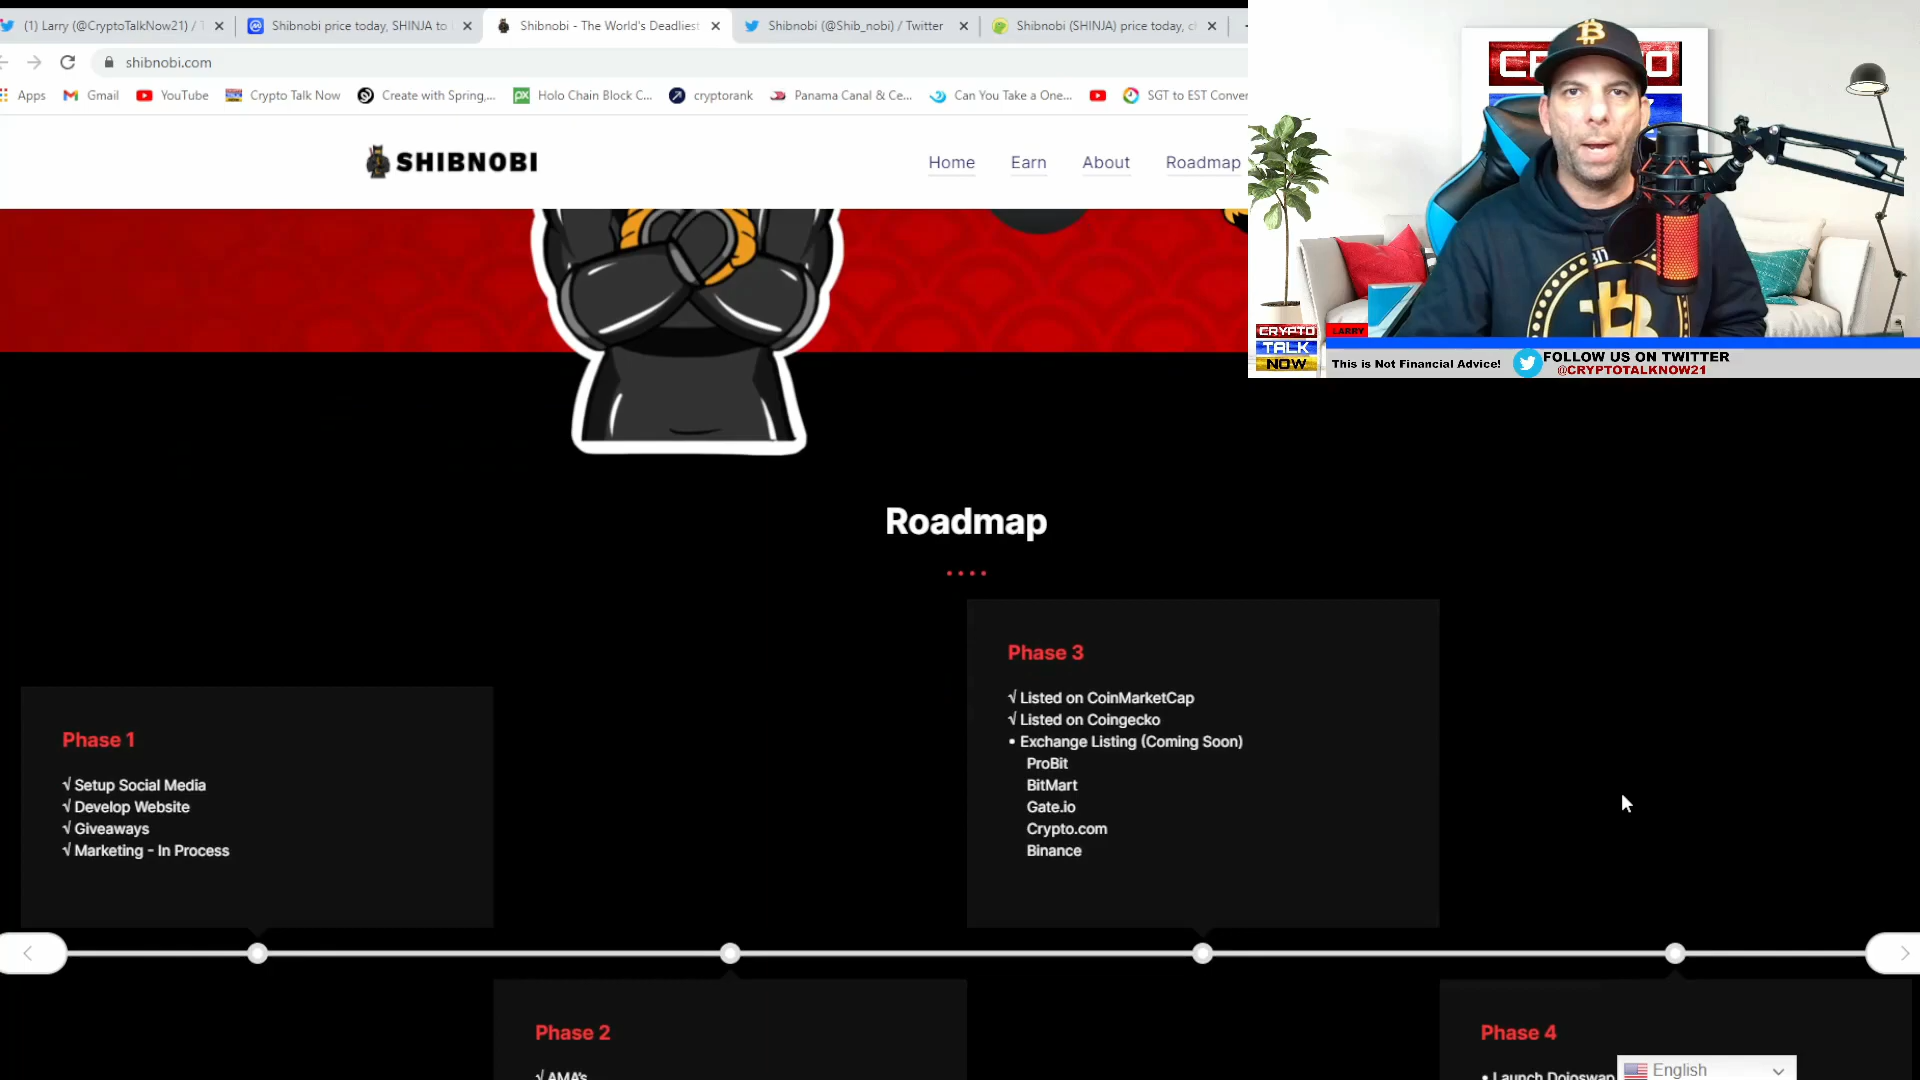 (1) Larry (@CryptoTalkNow21) / T
Shibnobi price today, SHINJA to
Shibnobi - The World's Deadliest
Shibnobi (@Shib_nobi) / Twitter
Shibnobi (SHINJA) price today, c
shibnobi.com
Apps
Gmail
YouTube
Crypto Talk Now
Create with Spring,...
Holo Chain Block C...
cryptorank
Panama Canal & Ce...
Can You Take a One...
SGT to EST Conver
SHIBNOBI
Home
Earn
About
Roadmap
LARRY
CRYPTO
TALK
NOW
This is Not Financial Advice!
FOLLOW US ON TWITTER
@CRYPTOTALKNOW21
Roadmap
Phase 1
√ Setup Social Media
√ Develop Website
√ Giveaways
√ Marketing - In Process
Phase 3
√ Listed on CoinMarketCap
√ Listed on Coingecko
• Exchange Listing (Coming Soon)
ProBit
BitMart
Gate.io
Crypto.com
Binance
Phase 2
√ AMA's
Phase 4
• Launch Dojoswap
English